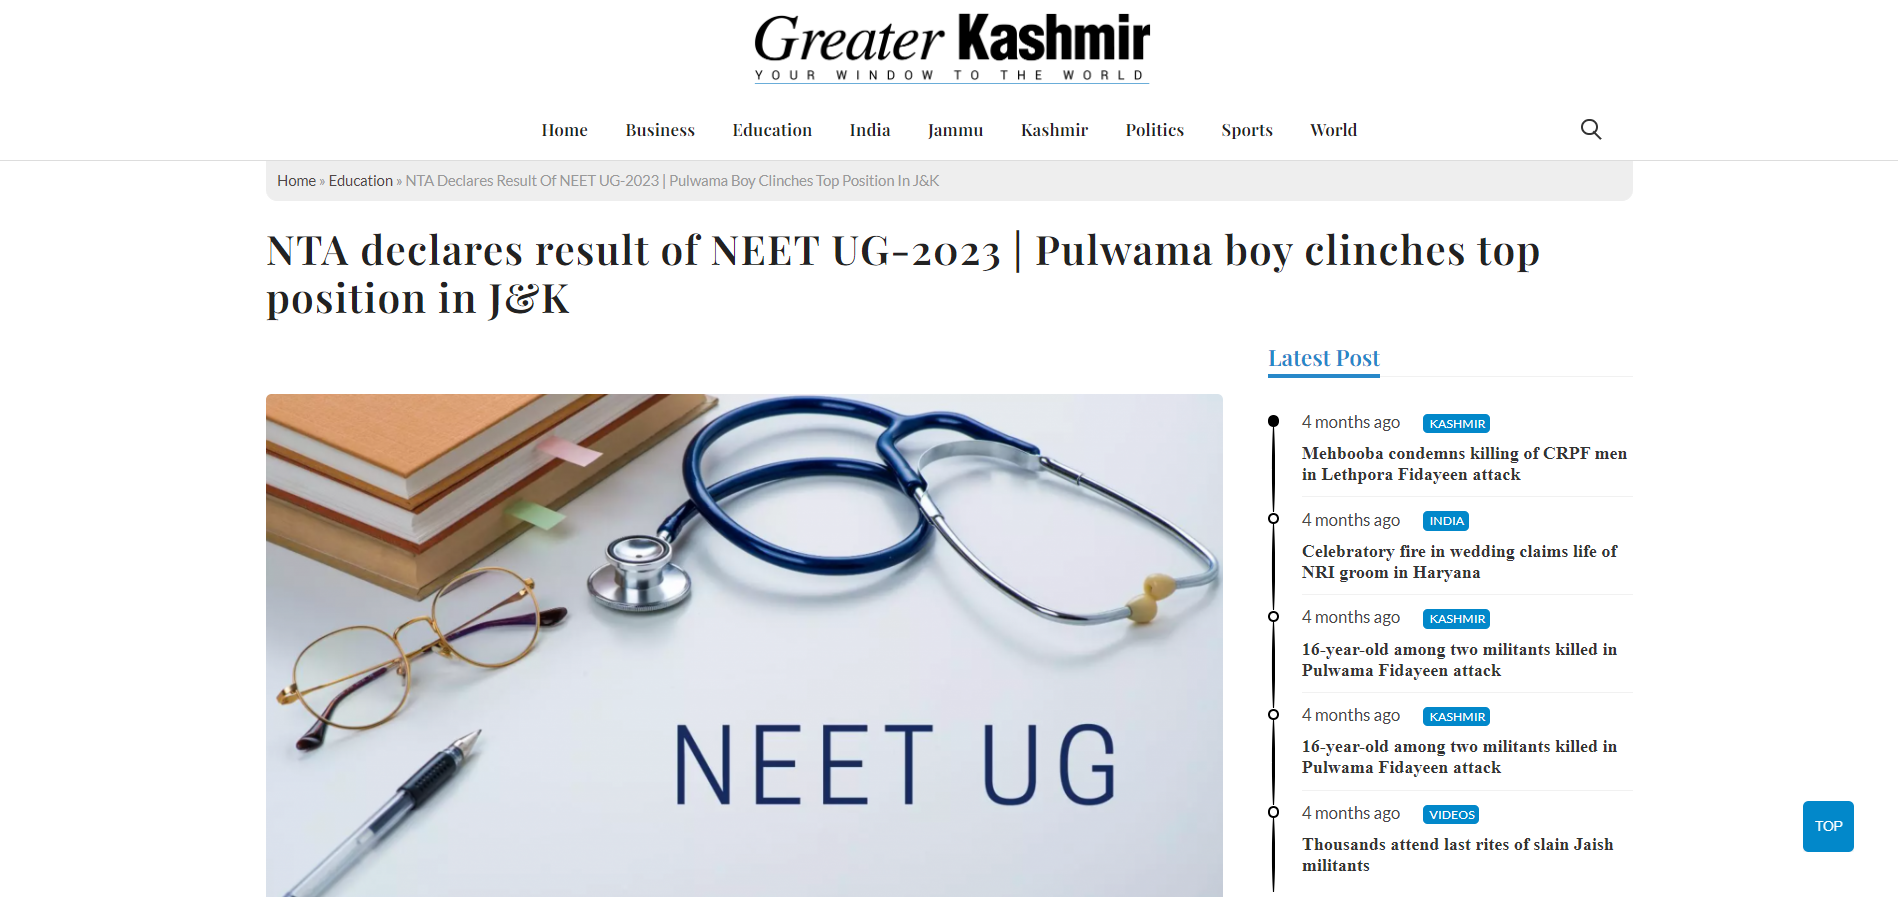 Greater Kashmir
YOUR WINDOW TO THE WORLD
Home Business Education India Jammu Kashmir Politics Sports World
Home » Education » NTA Declares Result Of NEET UG-2023 | Pulwama Boy Clinches Top Position In J&K
NTA declares result of NEET UG-2023 | Pulwama boy clinches top
position in J&K
NEET UG
Latest Post
4 months ago KASHMIR
Mehbooba condemns killing of CRPF men
in Lethpora Fidayeen attack
4 months ago INDIA
Celebratory fire in wedding claims life of
NRI groom in Haryana
4 months ago KASHMIR
16-year-old among two militants killed in
Pulwama Fidayeen attack
4 months ago KASHMIR
16-year-old among two militants killed in
Pulwama Fidayeen attack
4 months ago VIDEOS
Thousands attend last rites of slain Jaish
militants
TOP